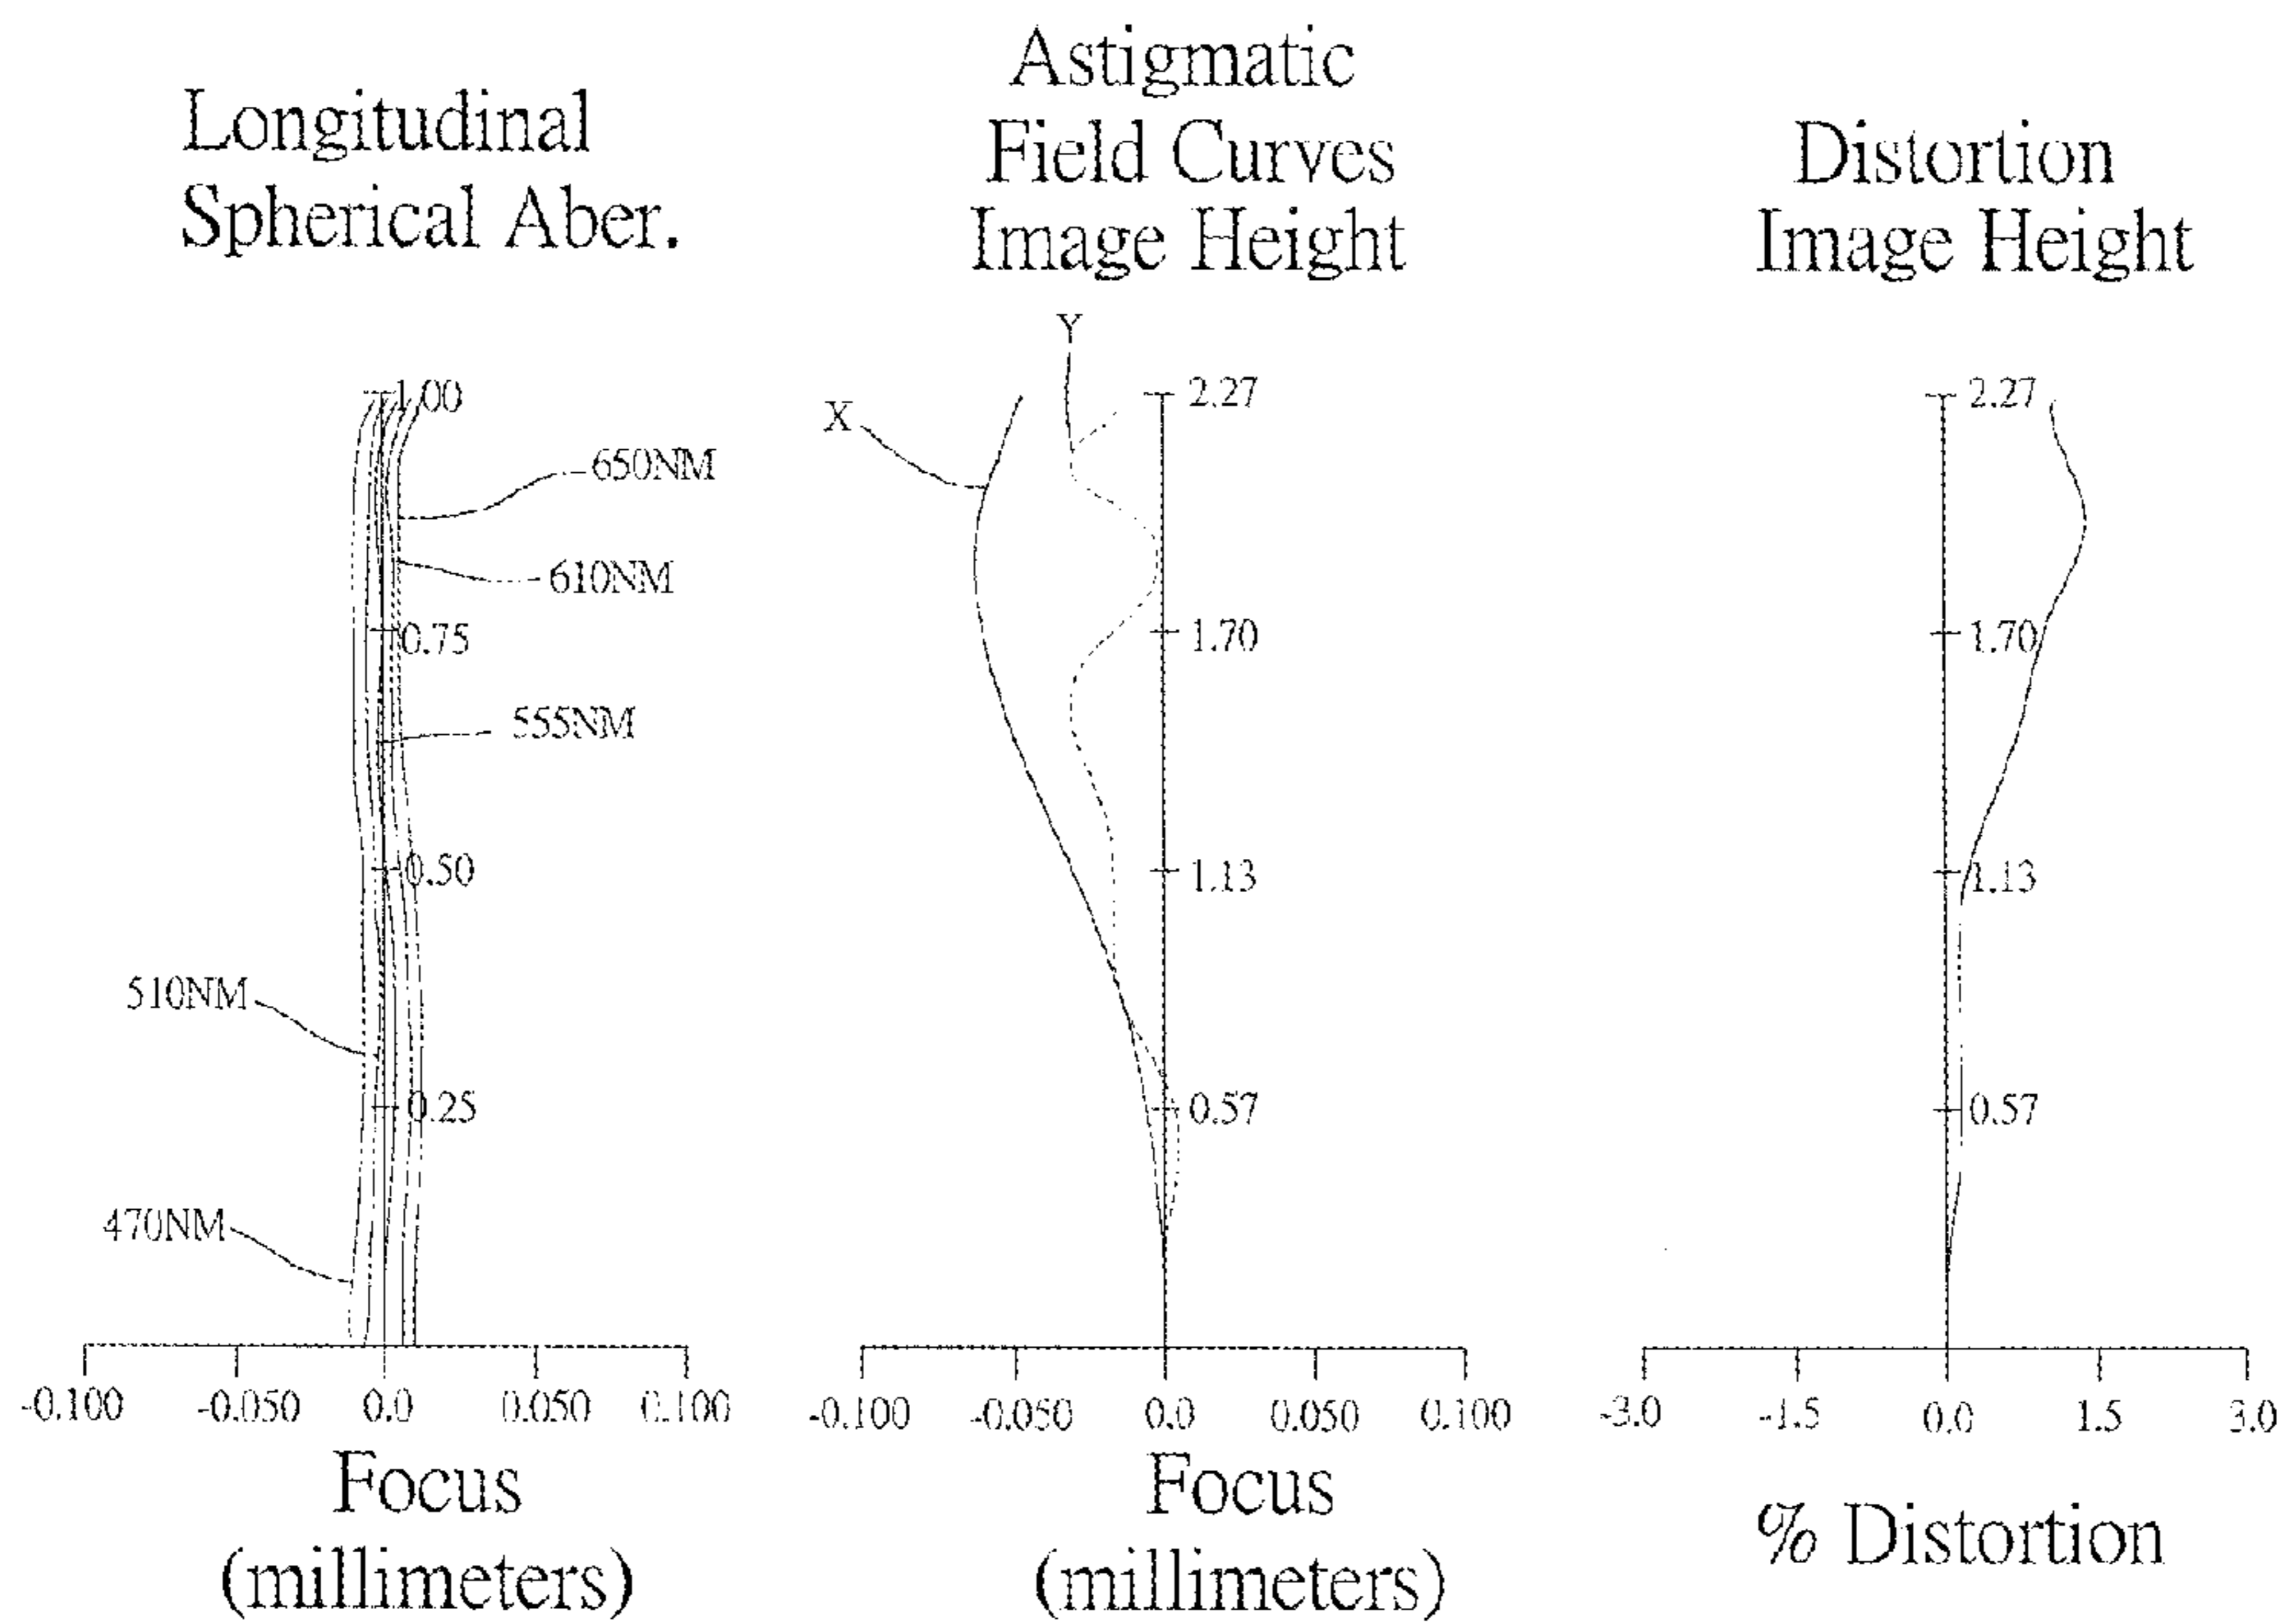 Longitudinal
Spherical Aber.
1.00
650NM
610NM
0.75
555NM
0.50
510NM
0.25
470NM
-0.100 -0.050 0.0 0.050 0.100
Focus
(millimeters)
Astigmatic
Field Curves
Image Height
Y
X
2.27
1.70
1.13
0.57
-0.100 -0.050 0.0 0.050 0.100
Focus
(millimeters)
Distortion
Image Height
2.27
1.70
1.13
0.57
-3.0 -1.5 0.0 1.5 3.0
% Distortion